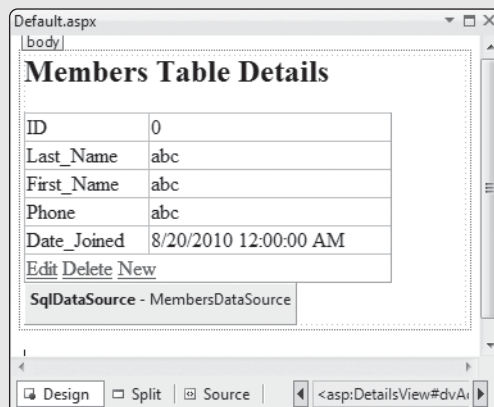 Default.aspx
body
Members Table Details
ID 0
Last_Name abc
First_Name abc
Phone abc
Date_Joined 8/20/2010 12:00:00 AM
Edit Delete New
SqlDataSource - MembersDataSource
Design Split Source <asp:DetailsView#dvA